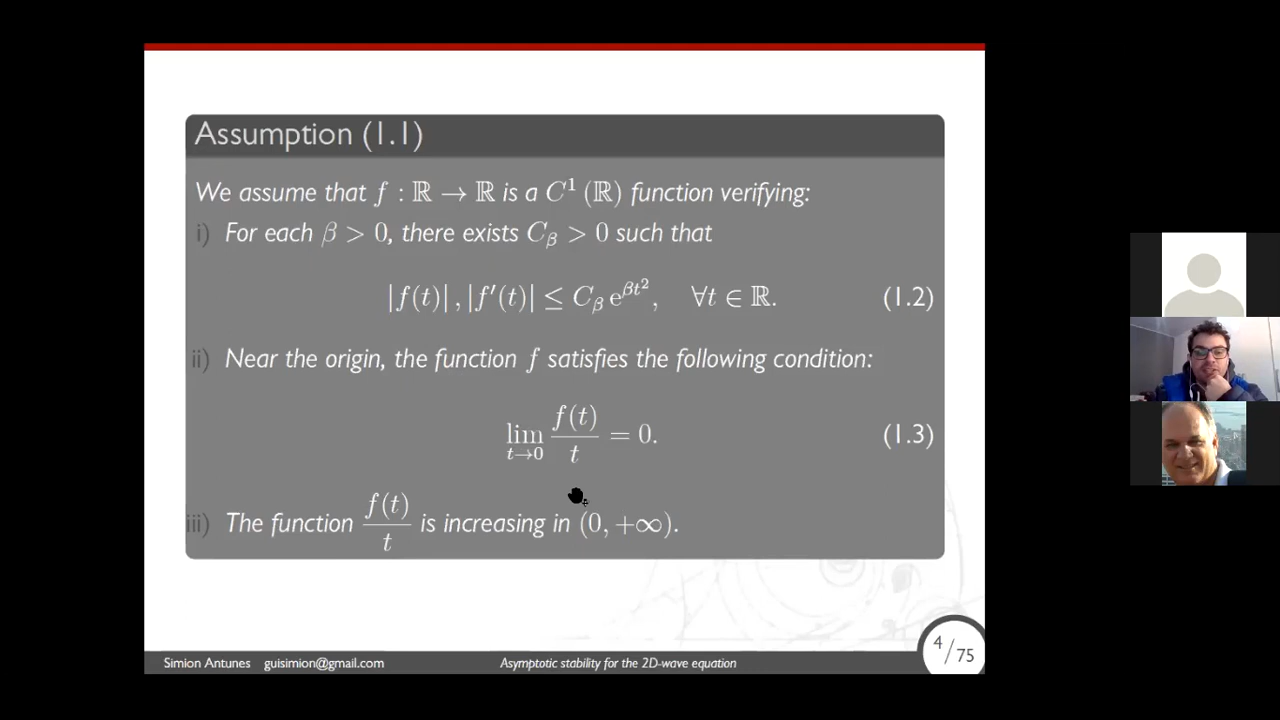 Assumption (1.1)
We assume that f : ℝ → ℝ is a C¹ (ℝ) function verifying:
i) For each β > 0, there exists C_β > 0 such that
|f(t)| , |f′(t)| ≤ C_β e^{βt²}, ∀t ∈ ℝ. (1.2)
ii) Near the origin, the function f satisfies the following condition:
lim_{t→0} f(t)/t = 0. (1.3)
iii) The function f(t)/t is increasing in (0, +∞).
Simion Antunes guisimion@gmail.com Asymptotic stability for the 2D-wave equation 4/75